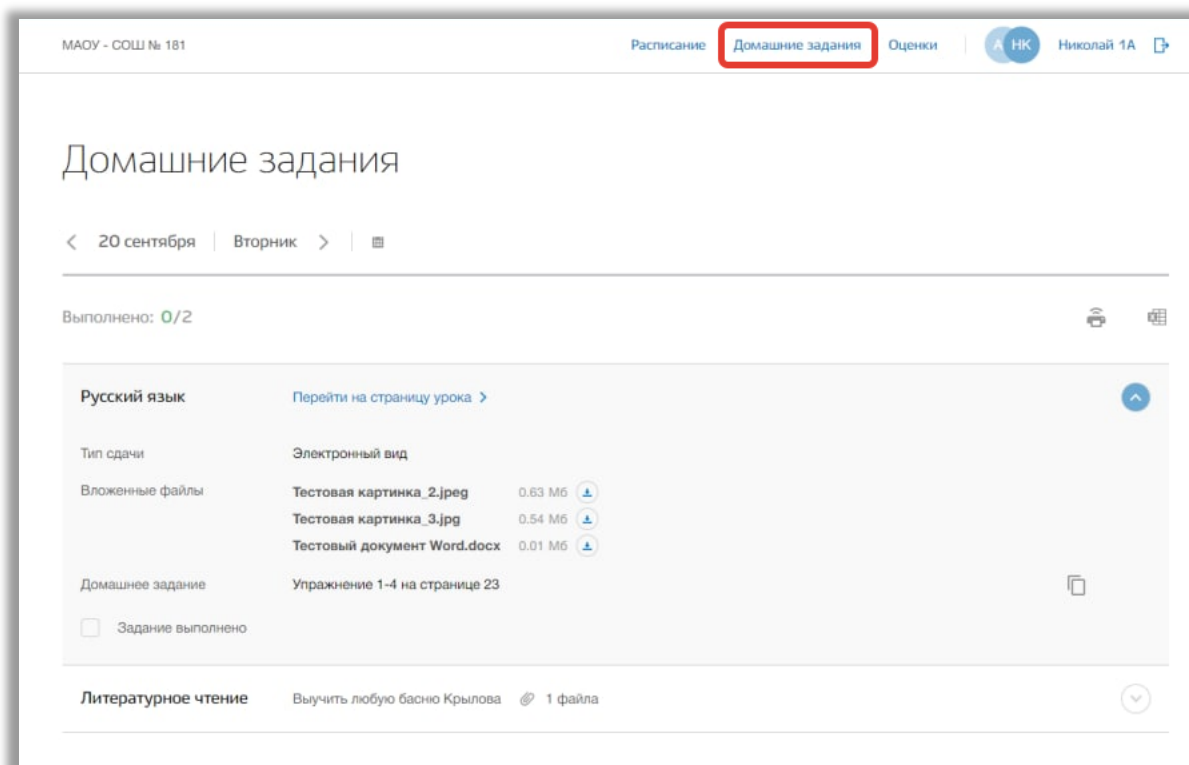 МАОУ - СОШ № 181 Расписание Домашние задания Оценки А НК Николай 1А
Домашние задания
20 сентября Вторник
Выполнено: 0/2
Русский язык Перейти на страницу урока
Тип сдачи Электронный вид
Вложенные файлы Тестовая картинка_2.jpeg 0.63 Мб
Тестовая картинка_3.jpg 0.54 Мб
Тестовый документ Word.docx 0.01 Мб
Домашнее задание Упражнение 1-4 на странице 23
Задание выполнено
Литературное чтение Выучить любую басню Крылова 1 файла